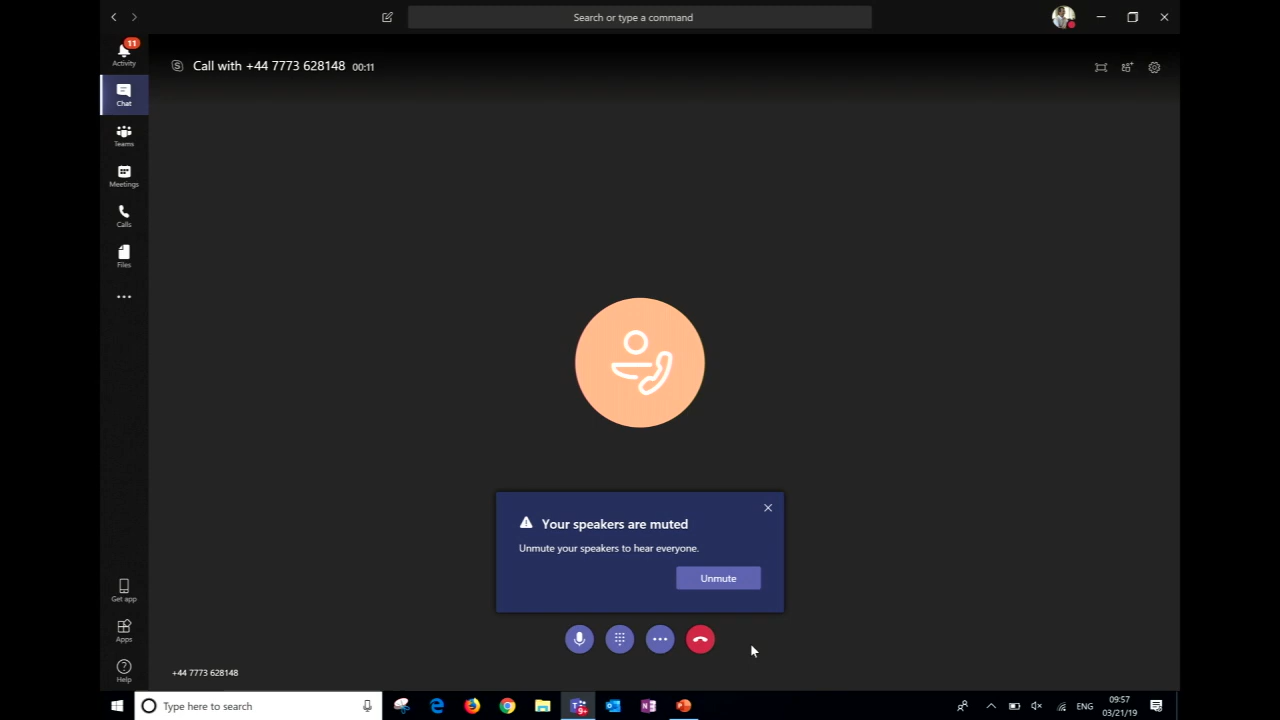 Search or type a command
11
Activity
Call with +44 7773 628148 00:11
Chat
Teams
Meetings
Calls
Files
Your speakers are muted
Unmute your speakers to hear everyone.
Unmute
Get app
Apps
Help
+44 7773 628148
Type here to search
9+
ENG
09:57
03/21/19